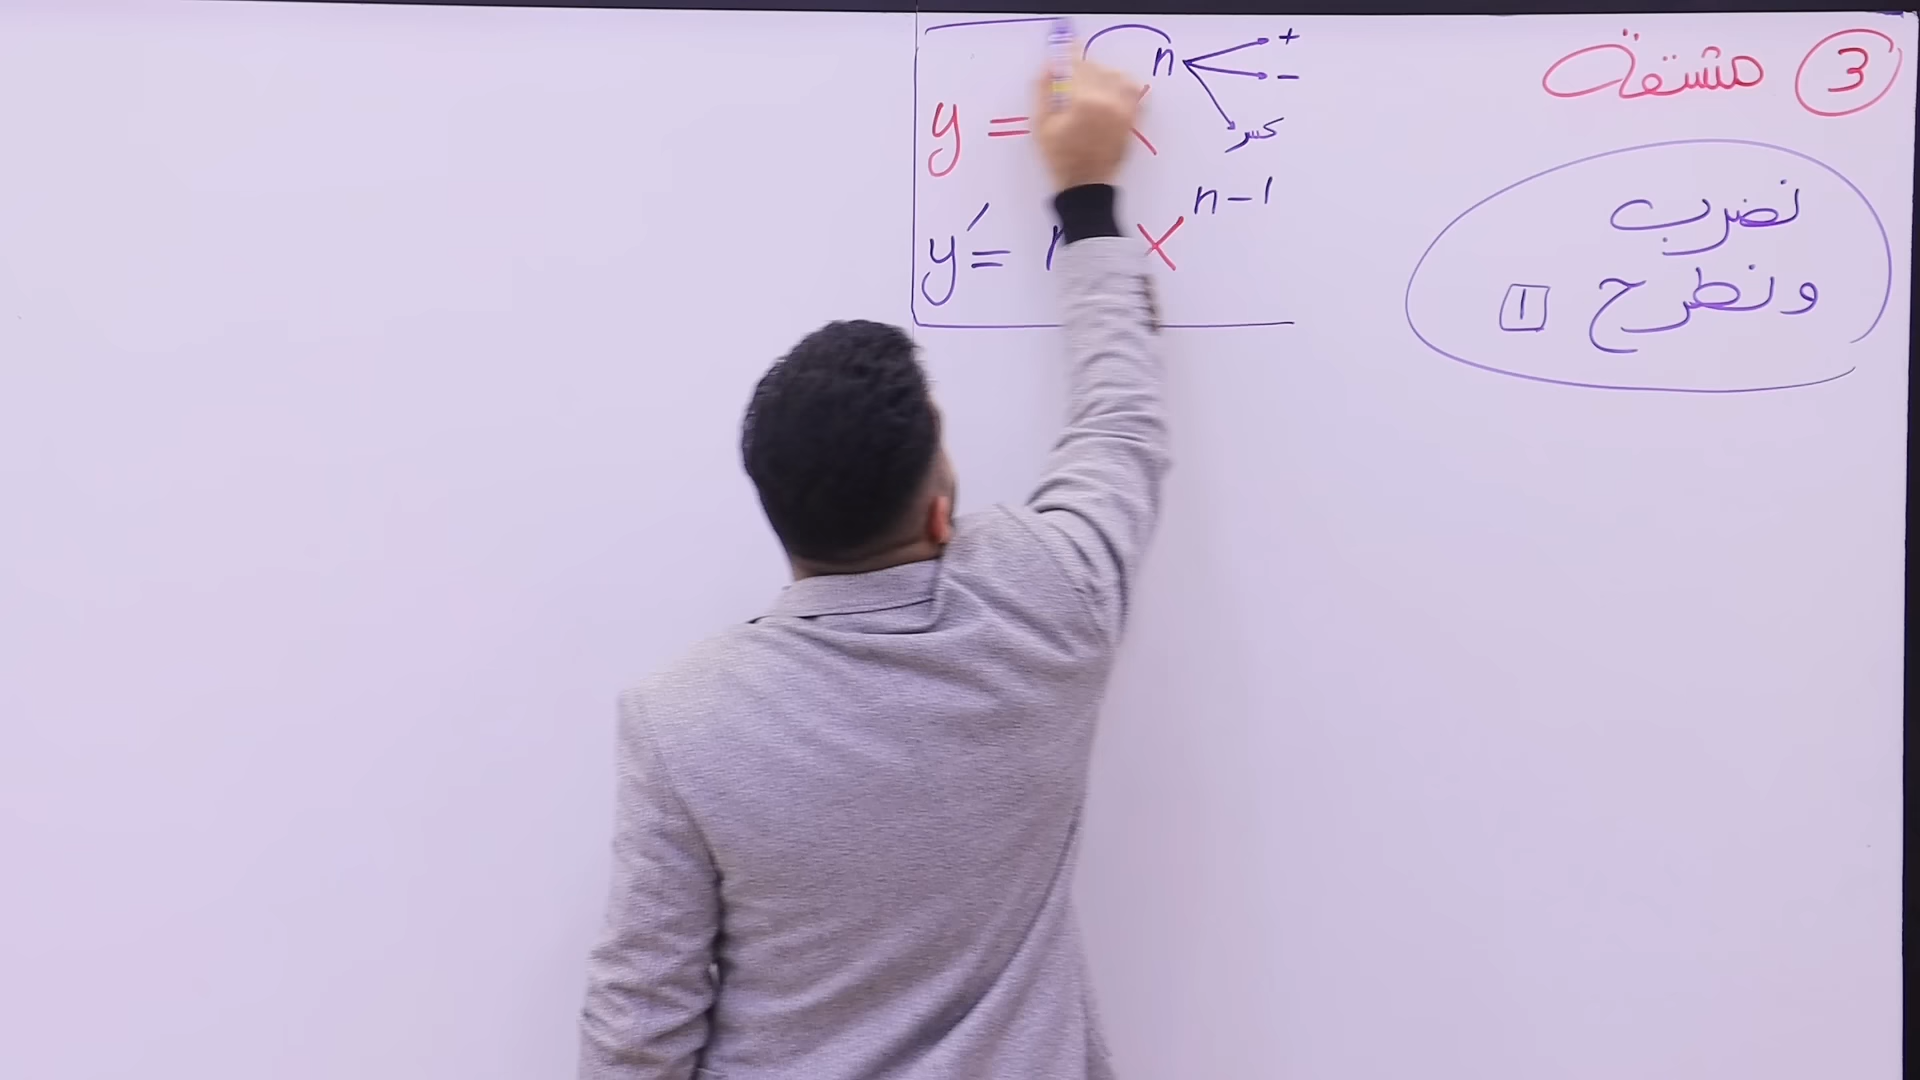 ③ مشتقة
نضرب
ونطرح 1
n + - كسر
y = x
n-1
y′ = x